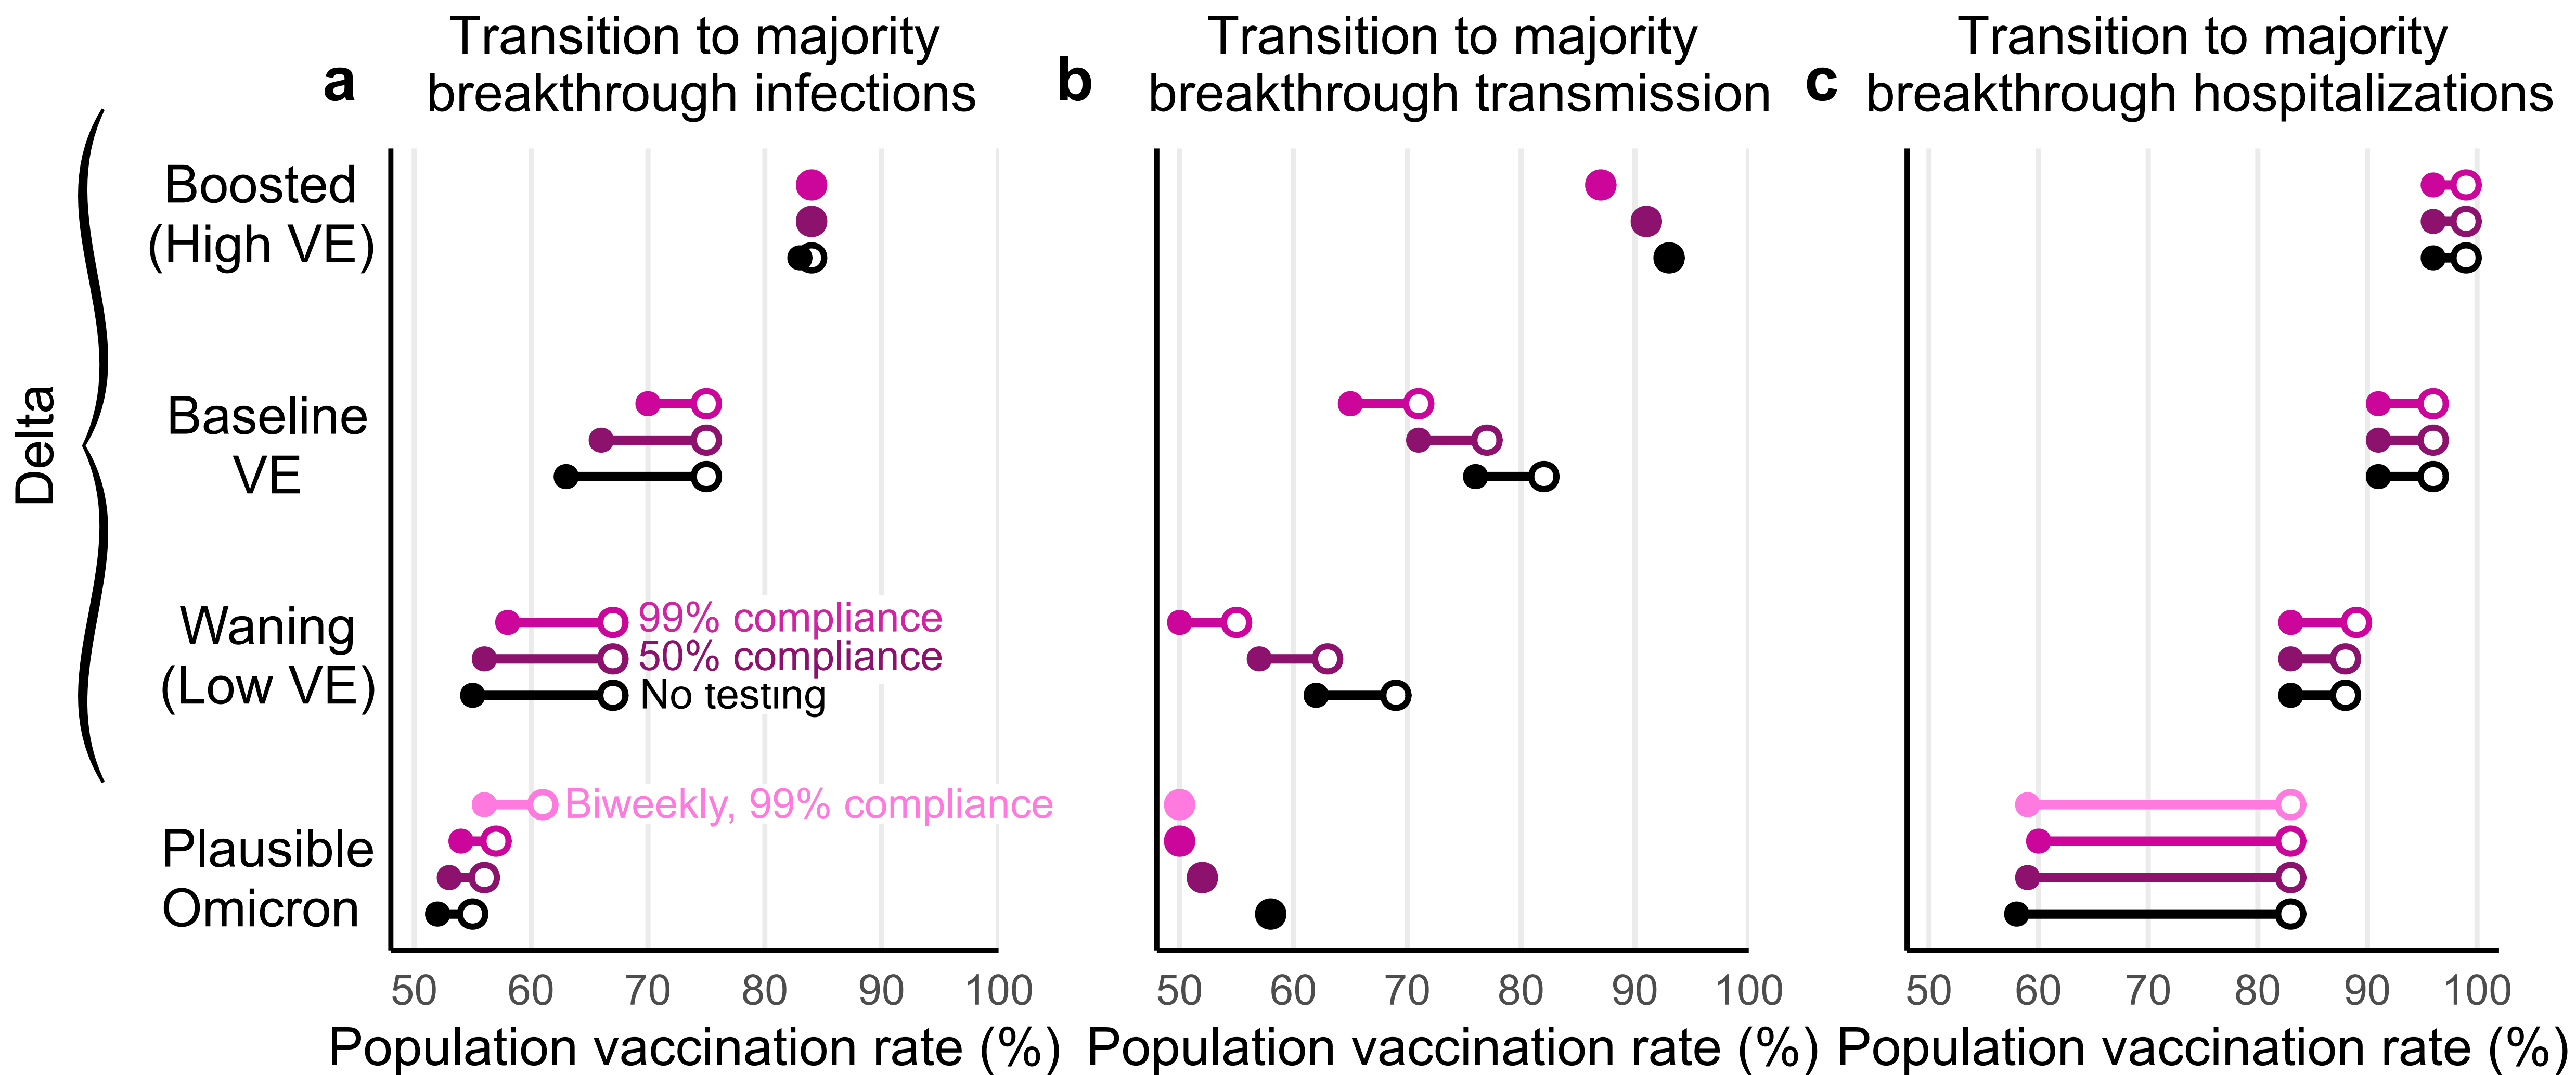 a
Transition to majority
breakthrough infections
b
Transition to majority
breakthrough transmission
c
Transition to majority
breakthrough hospitalizations
Delta
Boosted
(High VE)
Baseline
VE
Waning
(Low VE)
99% compliance
50% compliance
No testing
Plausible
Omicron
Biweekly, 99% compliance
50 60 70 80 90 100
Population vaccination rate (%)
50 60 70 80 90 100
Population vaccination rate (%)
50 60 70 80 90 100
Population vaccination rate (%)